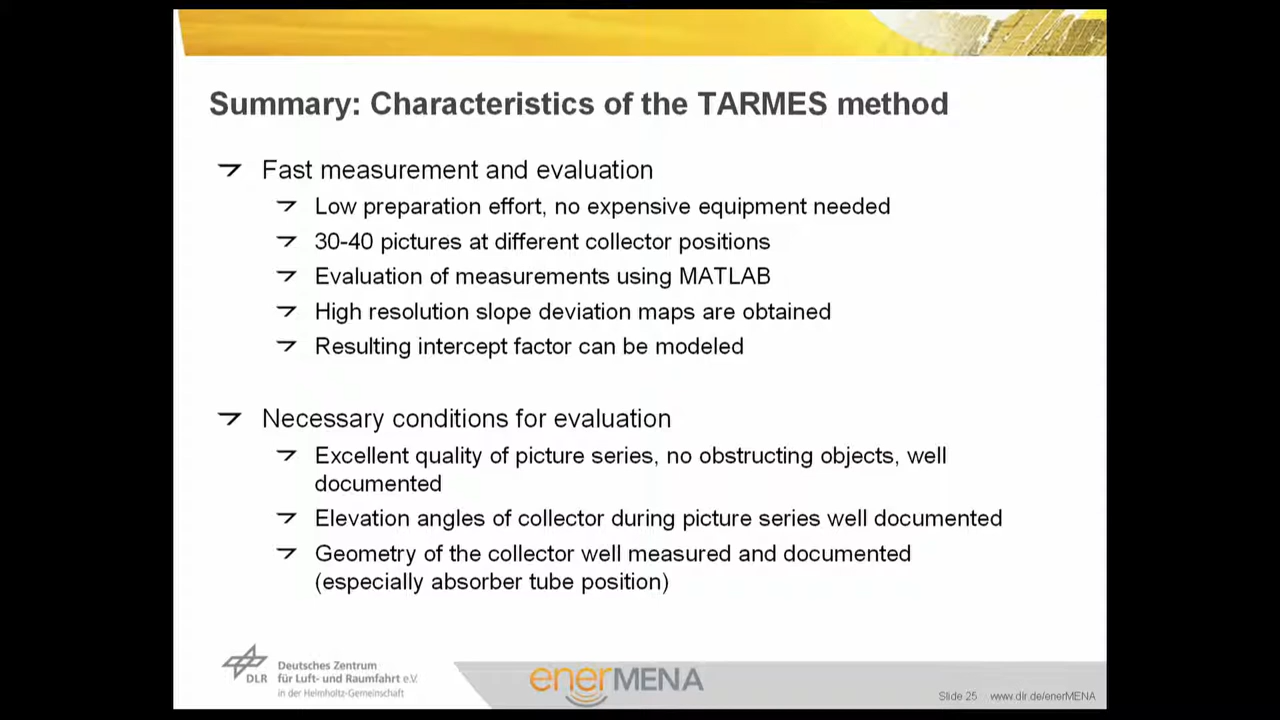 Summary: Characteristics of the TARMES method
Fast measurement and evaluation
Low preparation effort, no expensive equipment needed
30-40 pictures at different collector positions
Evaluation of measurements using MATLAB
High resolution slope deviation maps are obtained
Resulting intercept factor can be modeled
Necessary conditions for evaluation
Excellent quality of picture series, no obstructing objects, well
documented
Elevation angles of collector during picture series well documented
Geometry of the collector well measured and documented
(especially absorber tube position)
DLR
Deutsches Zentrum
für Luft- und Raumfahrt e.V.
in der Helmholtz-Gemeinschaft
enerMENA
Slide 25 www.dlr.de/enerMENA